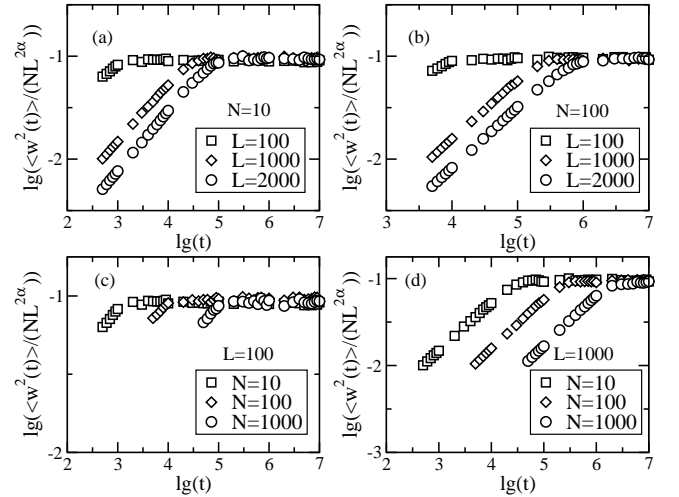 lg(<w²(t)>/(NL^2α))
-1
-2
(a)
N=10
L=100
L=1000
L=2000
2 3 4 5 6 7
lg(t)
lg(<w²(t)>/(NL^2α))
-1
-2
(b)
N=100
L=100
L=1000
L=2000
3 4 5 6 7
lg(t)
lg(<w²(t)>/(NL^2α))
-1
-2
(c)
L=100
N=10
N=100
N=1000
2 3 4 5 6 7
lg(t)
lg(<w²(t)>/(NL^2α))
-1
-2
-3
(d)
L=1000
N=10
N=100
N=1000
2 3 4 5 6 7
lg(t)